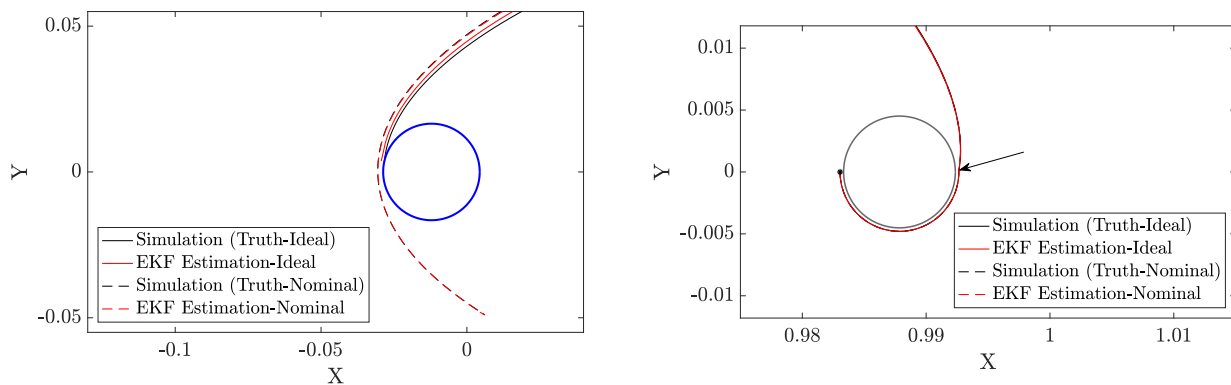 0.05
0
-0.05
Y
Simulation (Truth-Ideal)
EKF Estimation-Ideal
Simulation (Truth-Nominal)
EKF Estimation-Nominal
-0.1
-0.05
0
X
0.01
0.005
0
-0.005
-0.01
Y
Simulation (Truth-Ideal)
EKF Estimation-Ideal
Simulation (Truth-Nominal)
EKF Estimation-Nominal
0.98
0.99
1
1.01
X